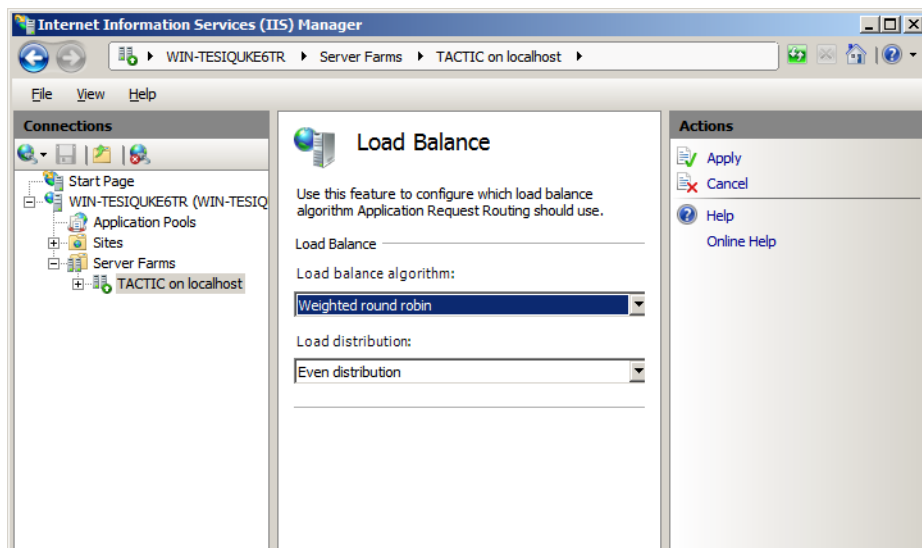 Internet Information Services (IIS) Manager
WIN-TESIQUKE6TR Server Farms TACTIC on localhost
File View Help
Connections
Start Page
WIN-TESIQUKE6TR (WIN-TESIQ
Application Pools
Sites
Server Farms
TACTIC on localhost
Load Balance
Use this feature to configure which load balance
algorithm Application Request Routing should use.
Load Balance
Load balance algorithm:
Weighted round robin
Load distribution:
Even distribution
Actions
Apply
Cancel
Help
Online Help